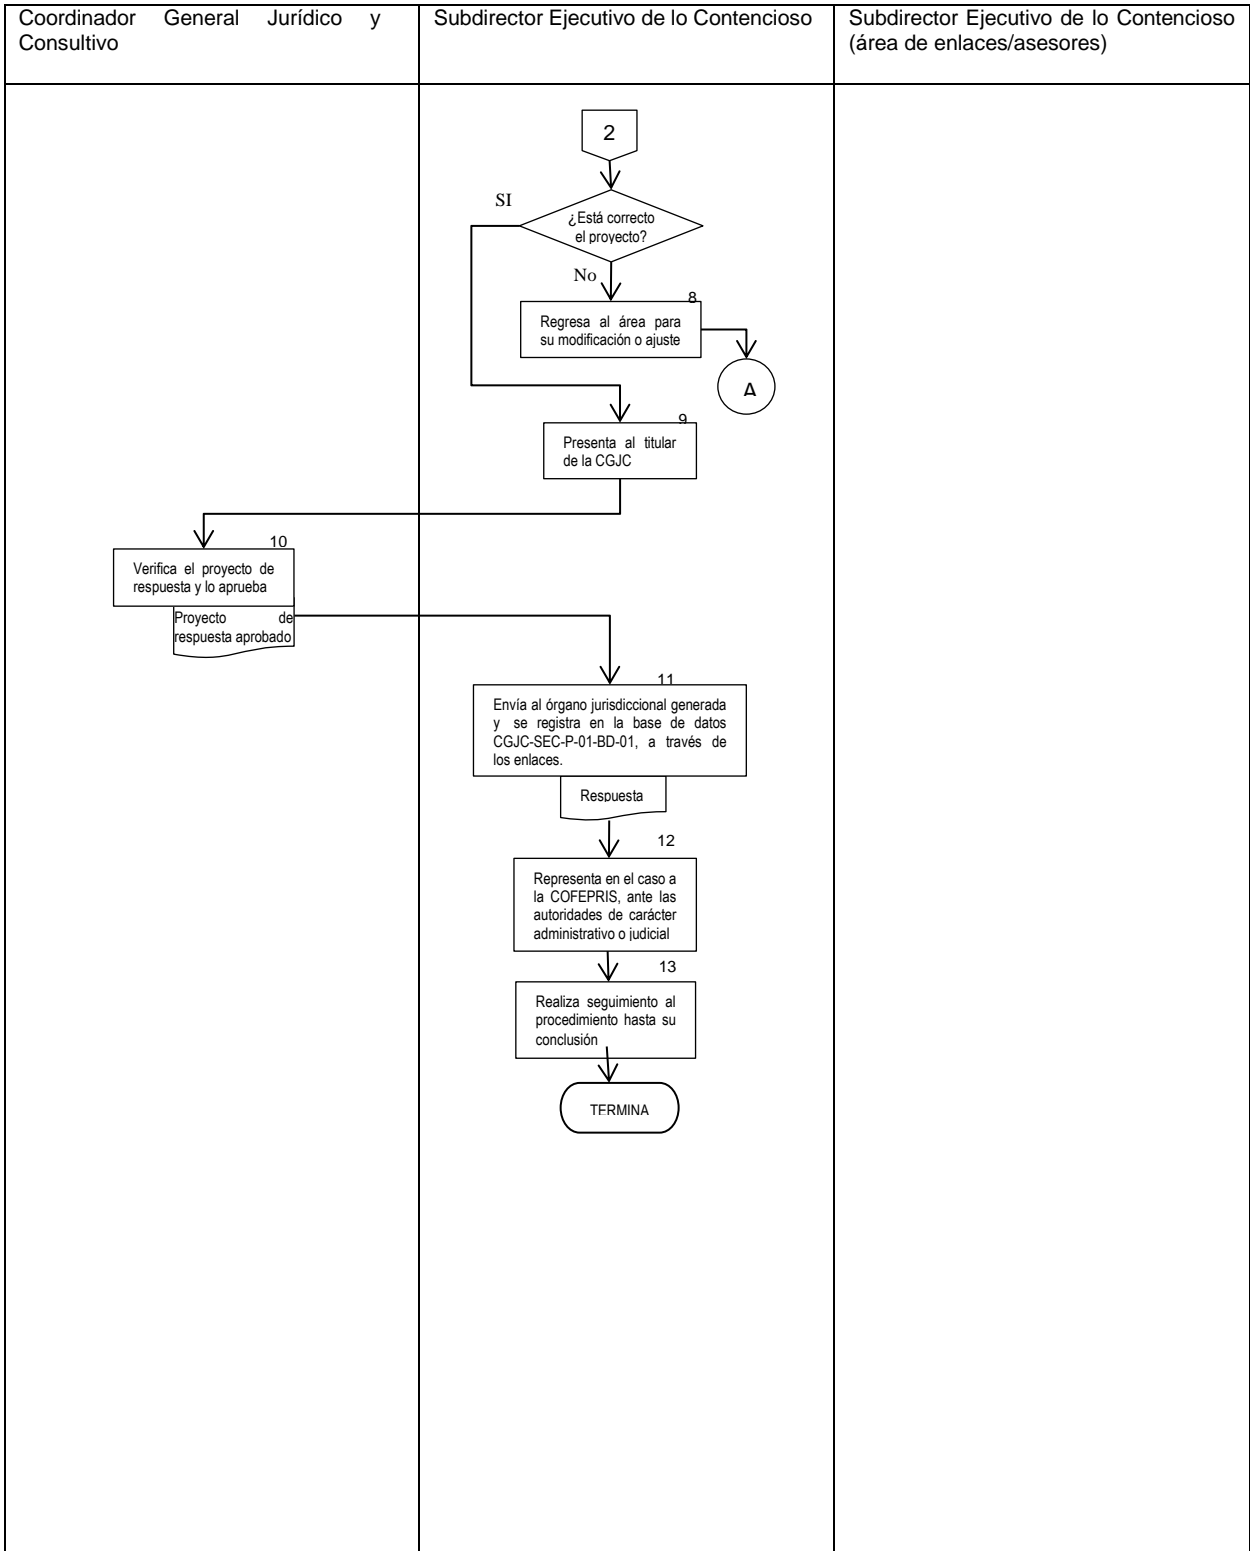 Coordinador General Jurídico y
Consultivo
Subdirector Ejecutivo de lo Contencioso
Subdirector Ejecutivo de lo Contencioso
(área de enlaces/asesores)
2
SI
¿Está correcto
el proyecto?
No
8
Regresa al área para
su modificación o ajuste
A
9
Presenta al titular
de la CGJC
10
Verifica el proyecto de
respuesta y lo aprueba
Proyecto de
respuesta aprobado
11
Envía al órgano jurisdiccional generada
y se registra en la base de datos
CGJC-SEC-P-01-BD-01, a través de
los enlaces.
Respuesta
12
Representa en el caso a
la COFEPRIS, ante las
autoridades de carácter
administrativo o judicial
13
Realiza seguimiento al
procedimiento hasta su
conclusión
TERMINA